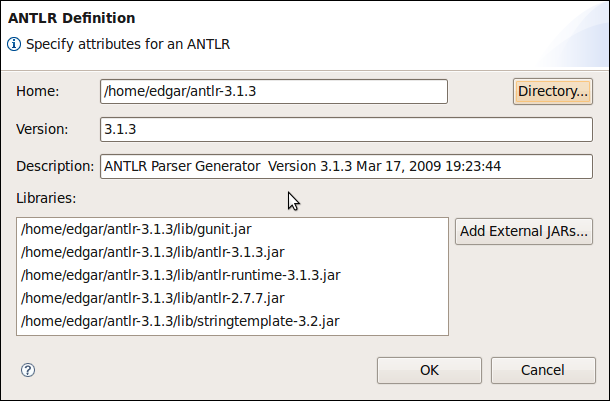 ANTLR Definition
Specify attributes for an ANTLR
Home: /home/edgar/antlr-3.1.3 Directory...
Version: 3.1.3
Description: ANTLR Parser Generator  Version 3.1.3 Mar 17, 2009 19:23:44
Libraries:
/home/edgar/antlr-3.1.3/lib/gunit.jar Add External JARs...
/home/edgar/antlr-3.1.3/lib/antlr-3.1.3.jar
/home/edgar/antlr-3.1.3/lib/antlr-runtime-3.1.3.jar
/home/edgar/antlr-3.1.3/lib/antlr-2.7.7.jar
/home/edgar/antlr-3.1.3/lib/stringtemplate-3.2.jar
? OK Cancel